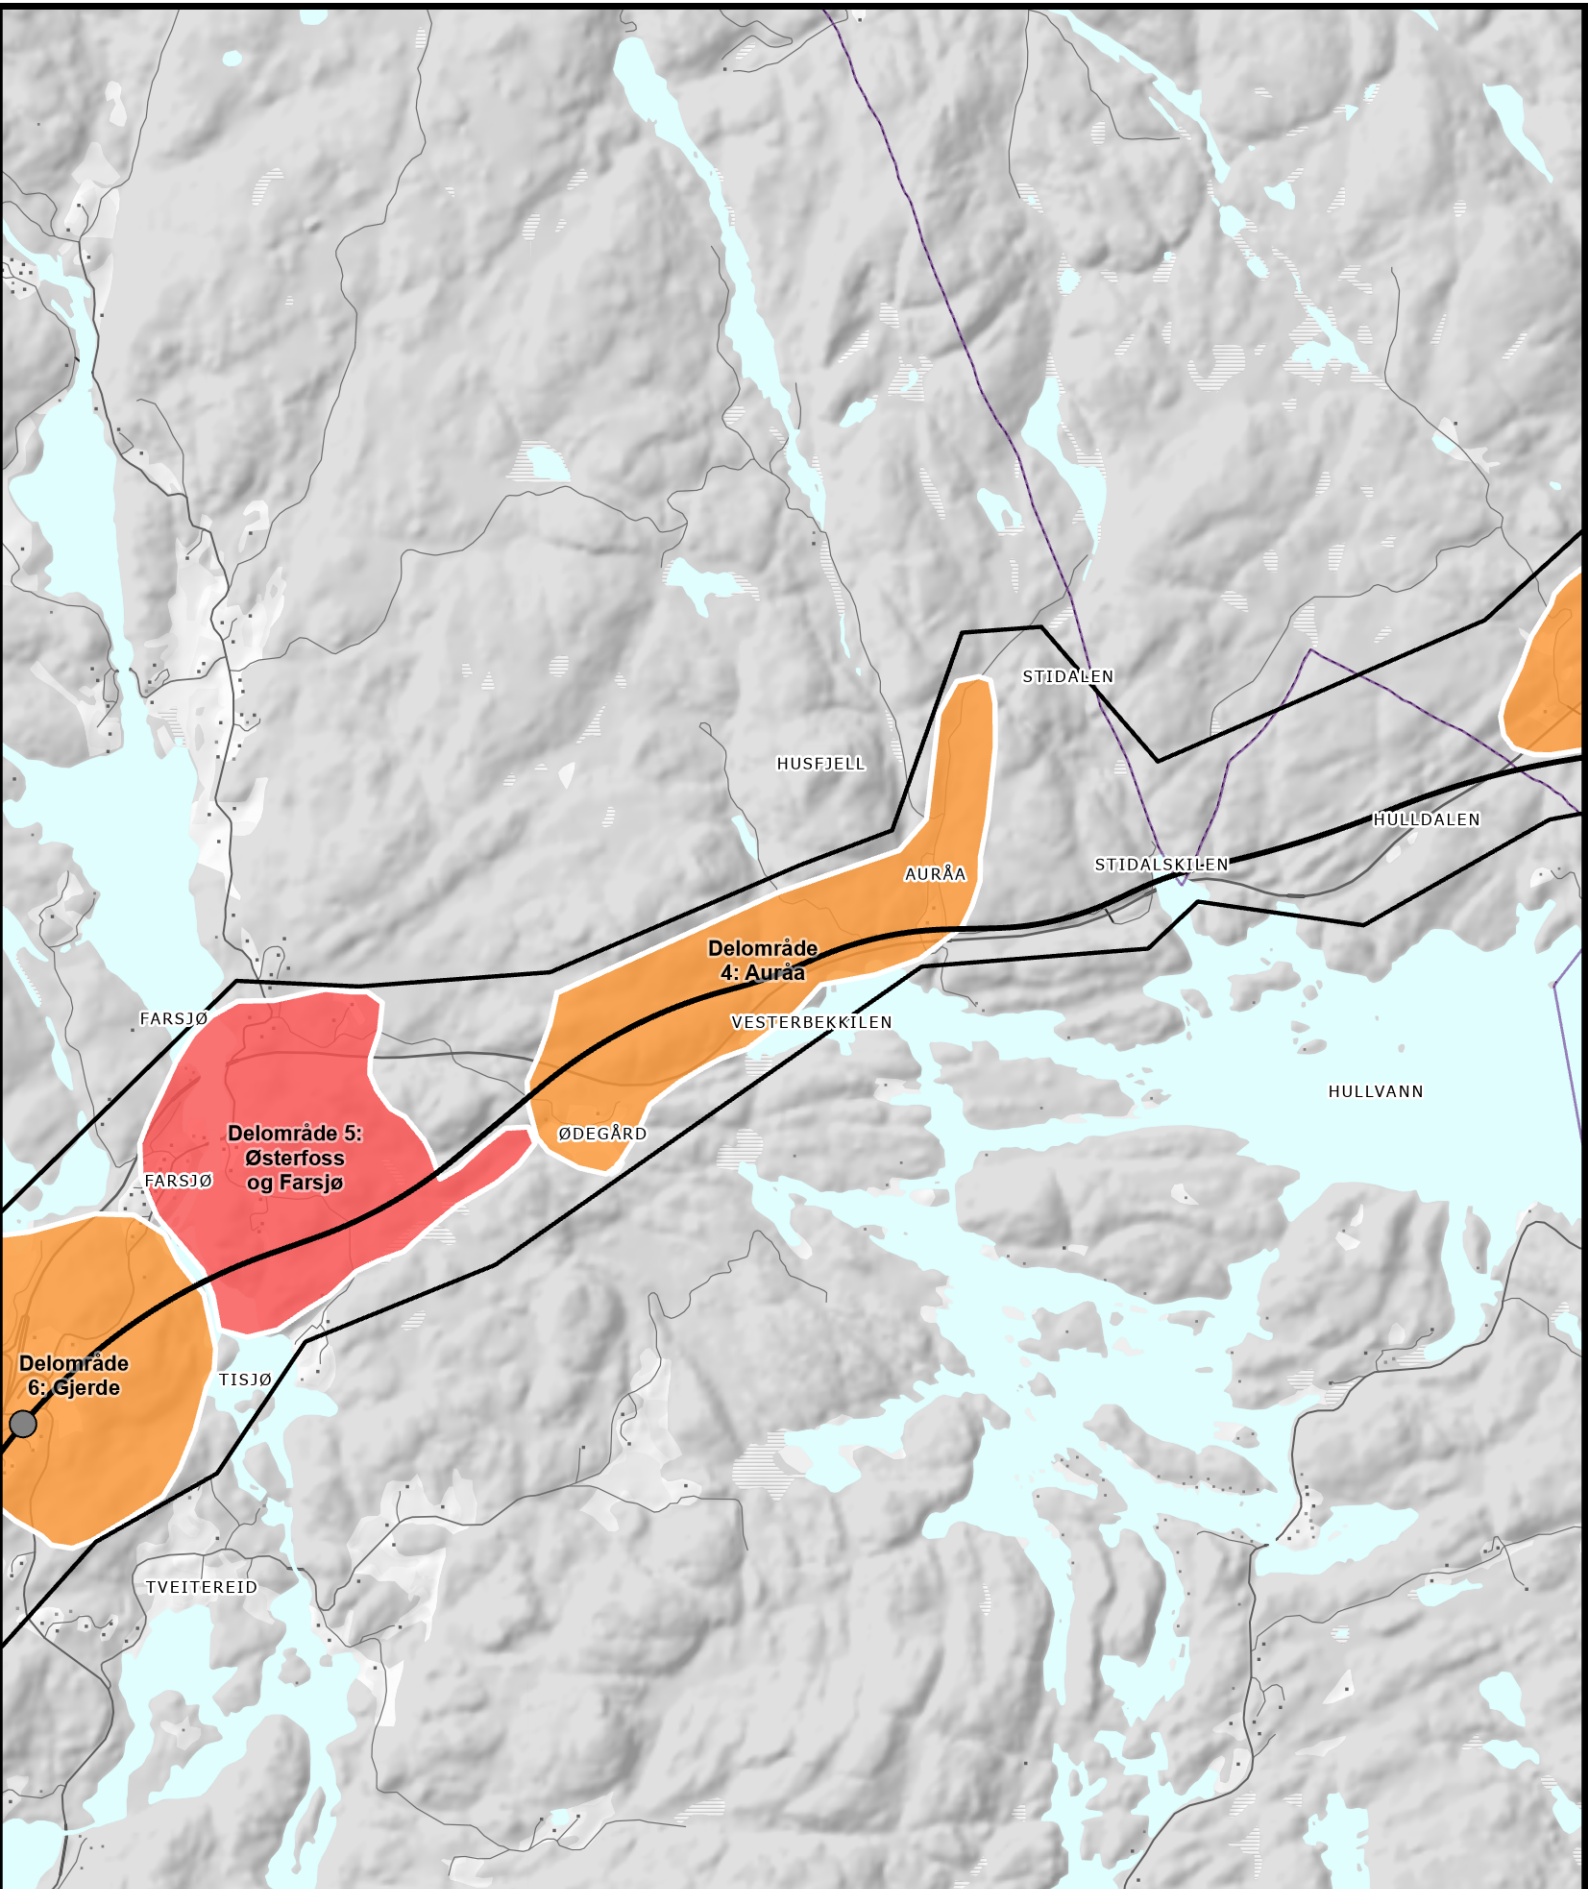 STIDALEN
HUSFJELL
HULLDALEN
STIDALSKILEN
AURÅA
Delområde
4: Auråa
FARSJØ
VESTERBEKKILEN
HULLVANN
Delområde 5:
Østerfoss
og Farsjø
ØDEGÅRD
FARSJØ
Delområde
6: Gjerde
TISJØ
TVEITEREID